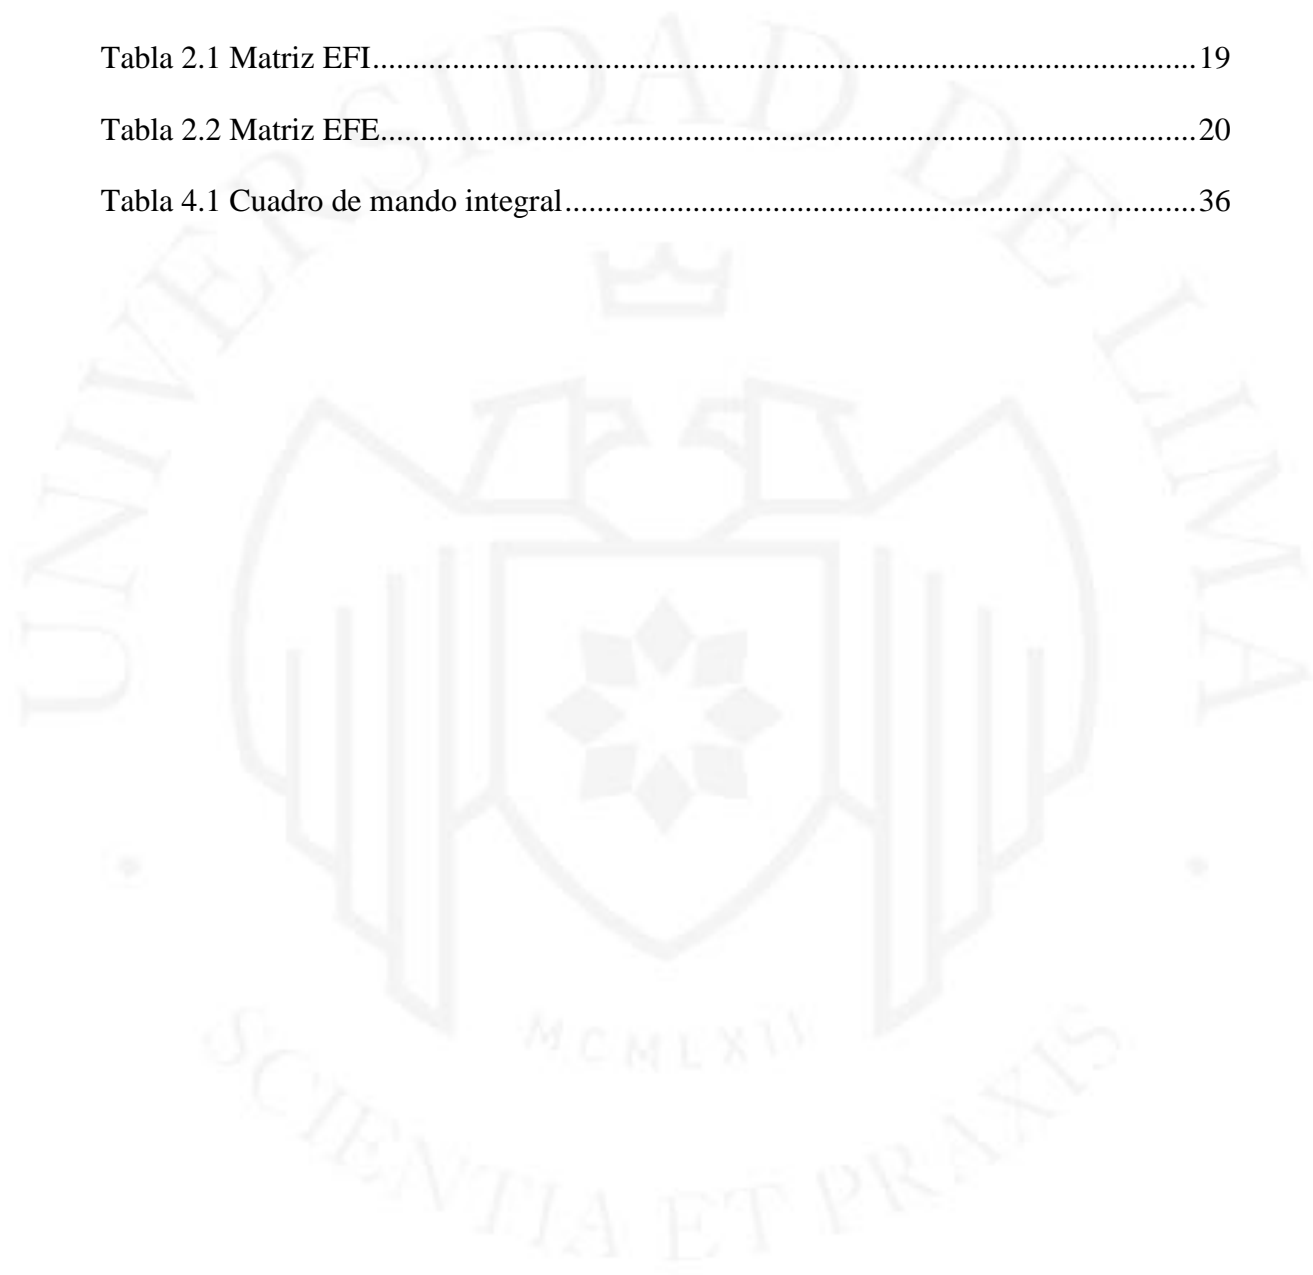 Tabla 2.1 Matriz EFI.......................................................................................................19
Tabla 2.2 Matriz EFE......................................................................................................20
Tabla 4.1 Cuadro de mando integral...............................................................................36
UNIVERSIDAD DE LIMA
MCMLXII
SCIENTIA ET PRAXIS